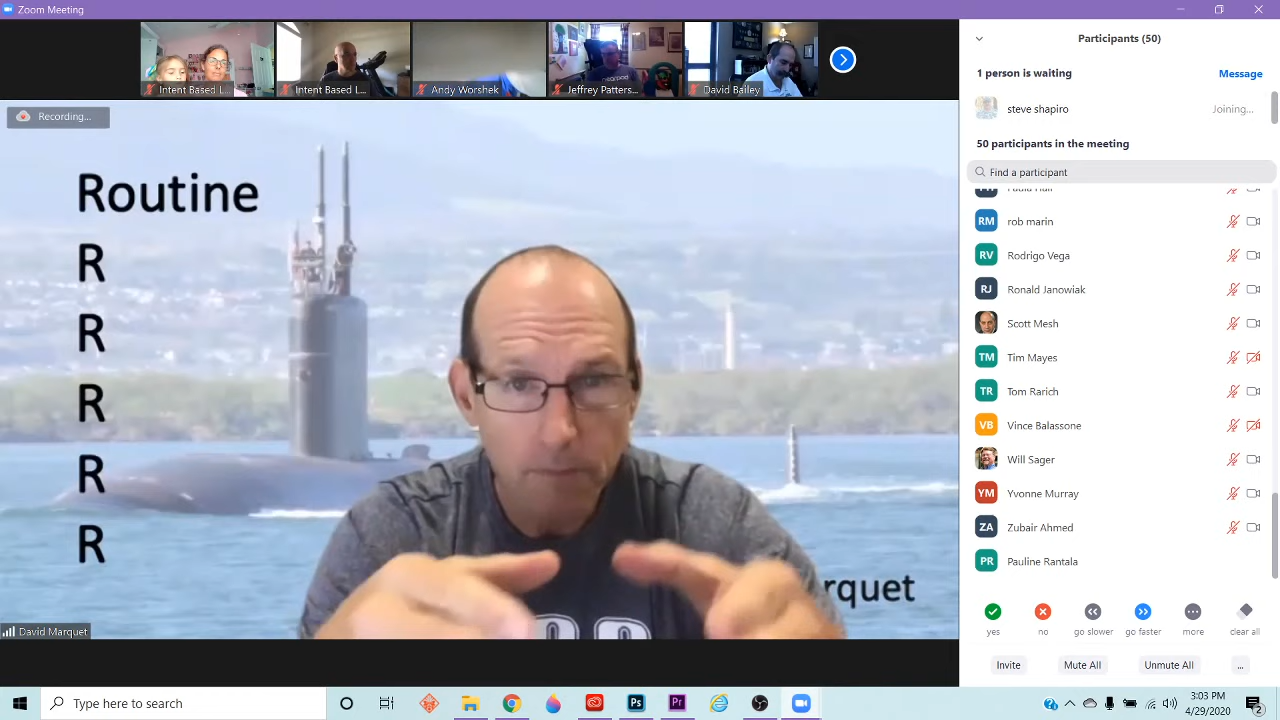 Zoom Meeting
Intent Based L...
Intent Based L...
Andy Worshek
Jeffrey Patters...
David Bailey
Recording...
Routine
R
R
R
R
R
rquet
David Marquet
Participants (50)
1 person is waiting
Message
steve shapiro
Joining...
50 participants in the meeting
Find a participant
RM
rob marin
RV
Rodrigo Vega
RJ
Ronald Janowiak
Scott Mesh
TM
Tim Mayes
TR
Tom Rarich
VB
Vince Balassone
Will Sager
YM
Yvonne Murray
ZA
Zubair Ahmed
PR
Pauline Rantala
yes
no
go slower
go faster
more
clear all
Invite
Mute All
Unmute All
...
Type here to search
Ps
Pr
3:03 PM
4/29/2020
2